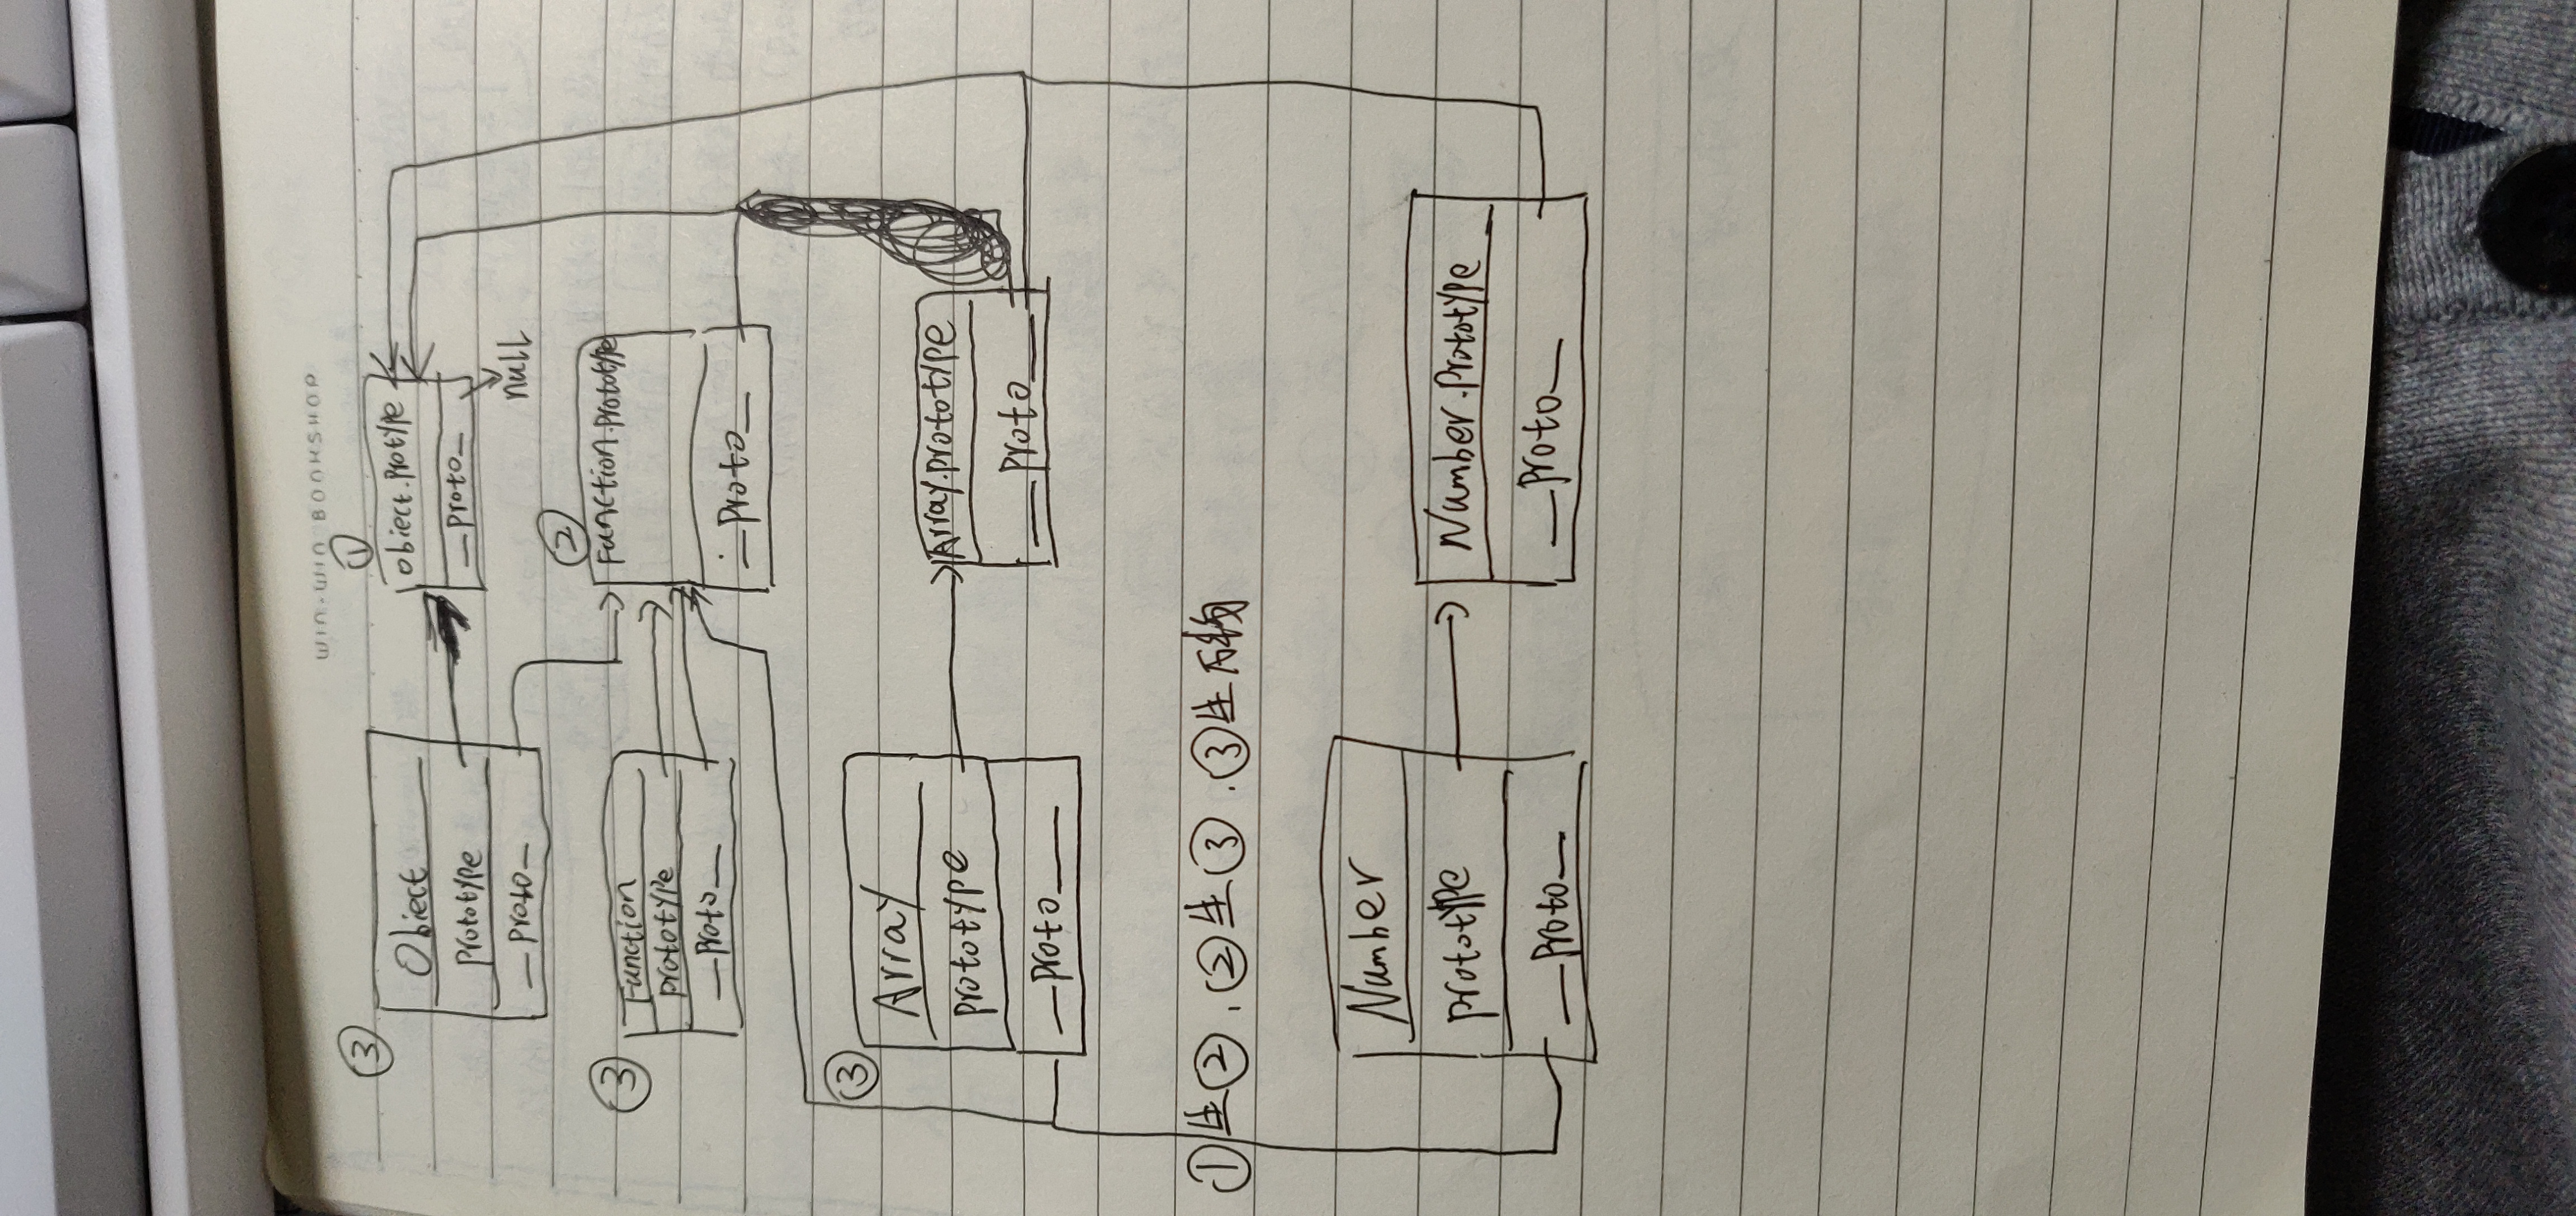 WIN-WIN BOOKSHOP
③
Object
prototype
__proto__
①
object.protype
__proto__
null
③
Function
prototype
__proto__
②
Function.prototype
__proto__
③
Array
prototype
__proto__
Array.prototype
__proto__
①生②.②生③.③生万物
Number
prototype
__proto__
Number.prototype
__proto__